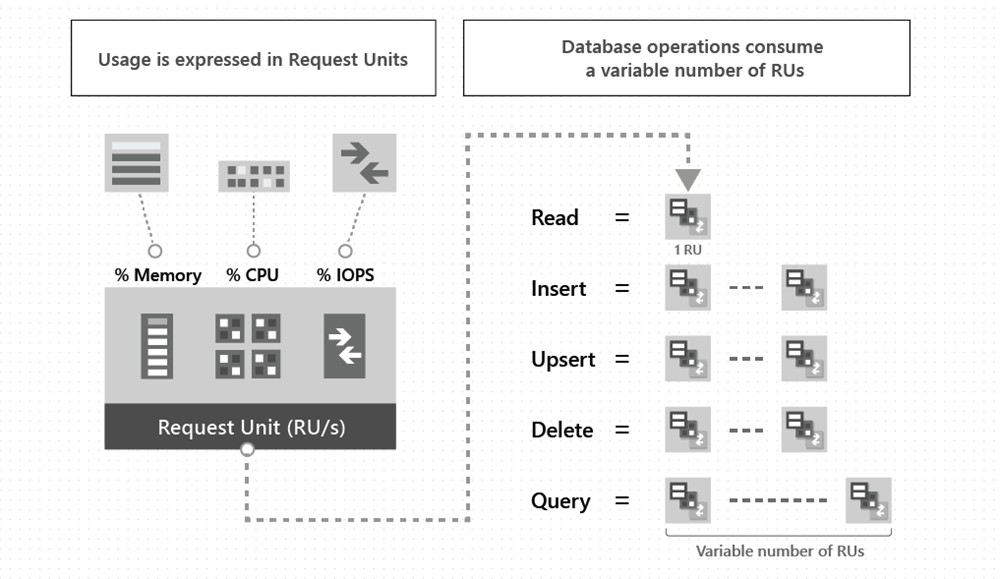 Usage is expressed in Request Units
Database operations consume
a variable number of RUs
% Memory
% CPU
% IOPS
Request Unit (RU/s)
Read =
1 RU
Insert =
Upsert =
Delete =
Query =
Variable number of RUs